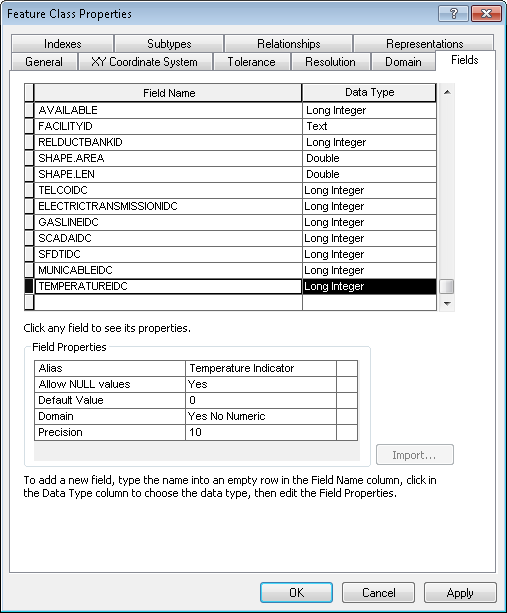 Feature Class Properties
Indexes Subtypes Relationships Representations
General XY Coordinate System Tolerance Resolution Domain Fields
Field Name Data Type
AVAILABLE Long Integer
FACILITYID Text
RELDUCTBANKID Long Integer
SHAPE.AREA Double
SHAPE.LEN Double
TELCOIDC Long Integer
ELECTRICTRANSMISSIONIDC Long Integer
GASLINEIDC Long Integer
SCADAIDC Long Integer
SFDTIDC Long Integer
MUNICABLEIDC Long Integer
TEMPERATUREIDC Long Integer
Click any field to see its properties.
Field Properties
Alias Temperature Indicator
Allow NULL values Yes
Default Value 0
Domain Yes No Numeric
Precision 10
Import...
To add a new field, type the name into an empty row in the Field Name column, click in
the Data Type column to choose the data type, then edit the Field Properties.
OK Cancel Apply